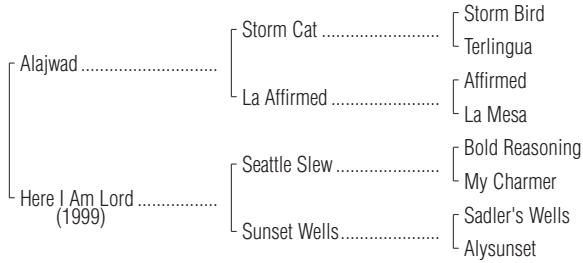 Storm Bird
Storm Cat ........................
Terlingua
Alajwad ............................
Affirmed
La Affirmed ......................
La Mesa
Bold Reasoning
Seattle Slew .....................
My Charmer
Here I Am Lord ................
(1999)
Sadler's Wells
Sunset Wells....................
Alysunset